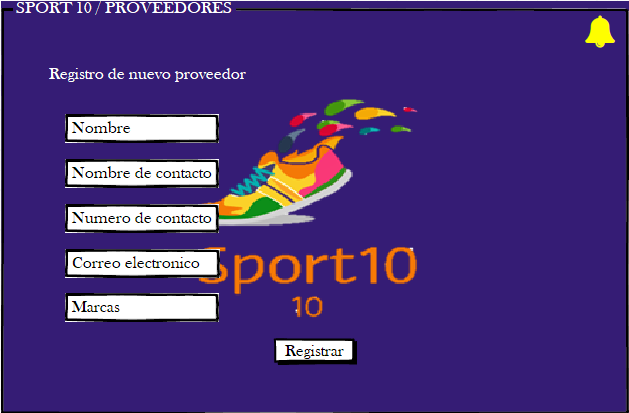 SPORT 10 / PROVEEDORES
Registro de nuevo proveedor
Nombre
Nombre de contacto
Numero de contacto
Correo electronico
Sport10
10
Marcas
Registrar